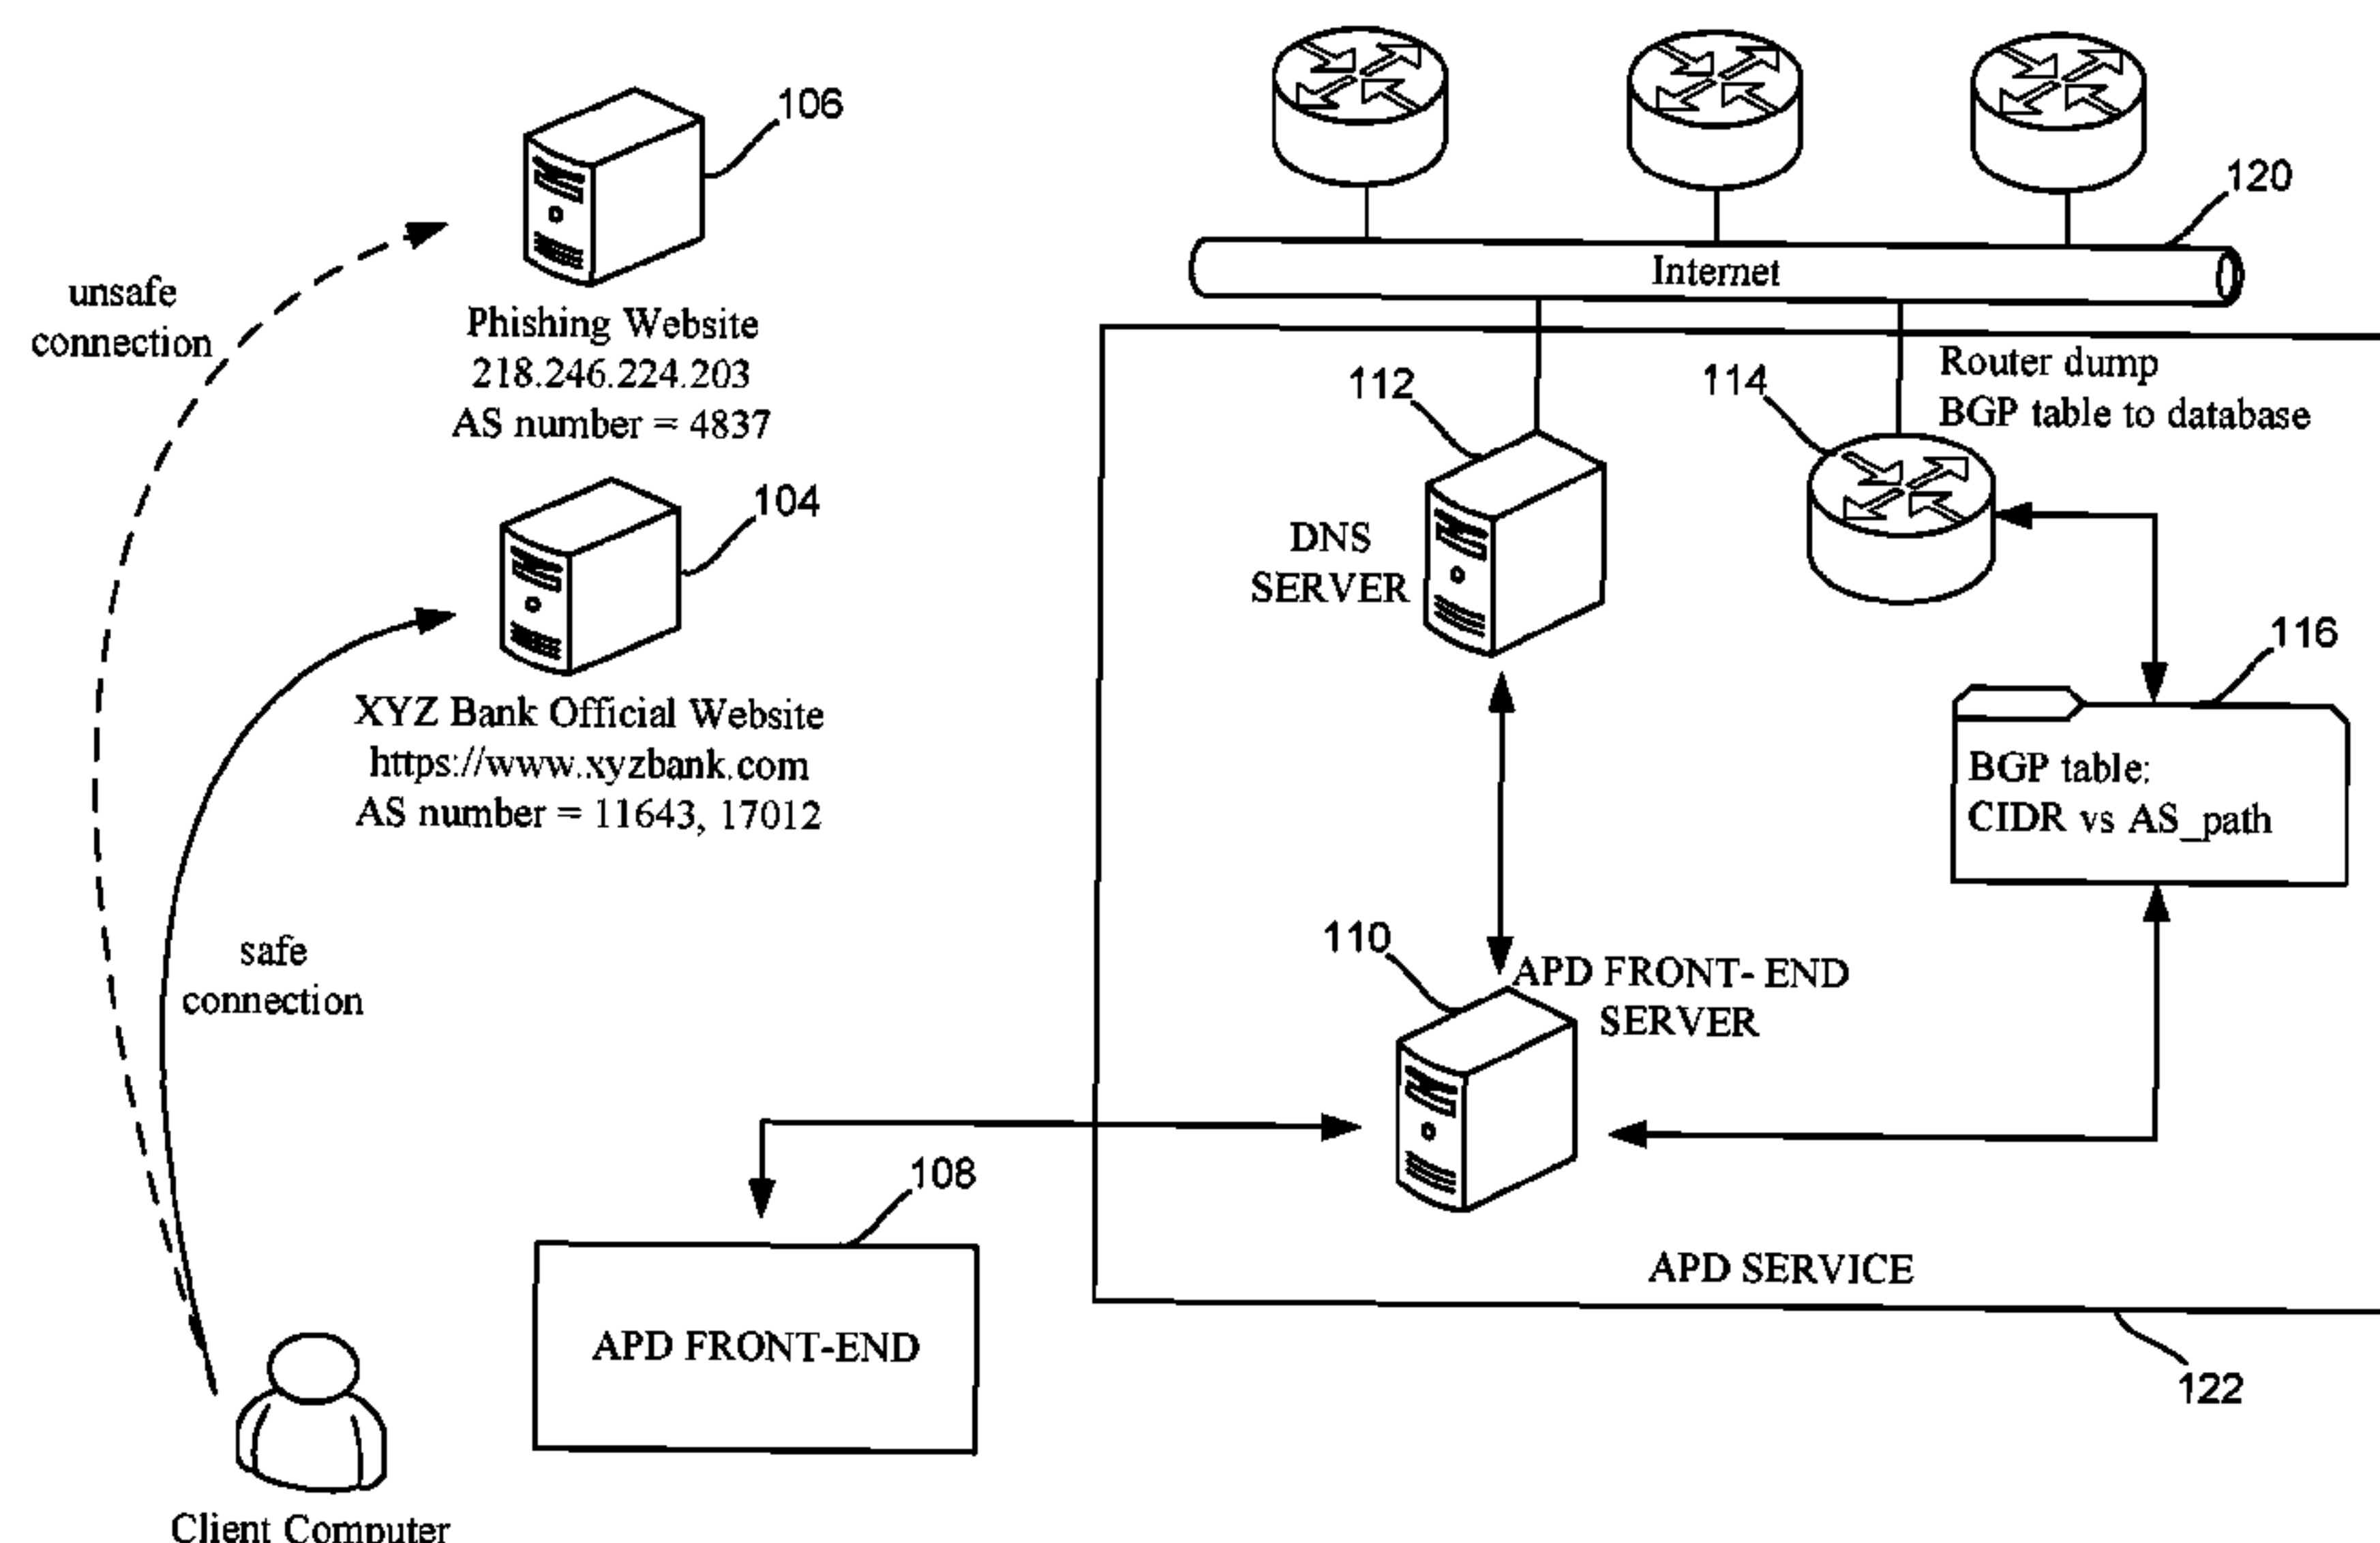 106
120
unsafe
connection
Internet
Phishing Website
218.246.224.203
AS number = 4837
112
114
Router dump
BGP table to database
104
DNS
SERVER
116
XYZ Bank Official Website
https://www.xyzbank.com
AS number = 11643, 17012
BGP table:
CIDR vs AS_path
safe
connection
110
APD FRONT- END
SERVER
108
APD FRONT-END
APD SERVICE
122
Client Computer